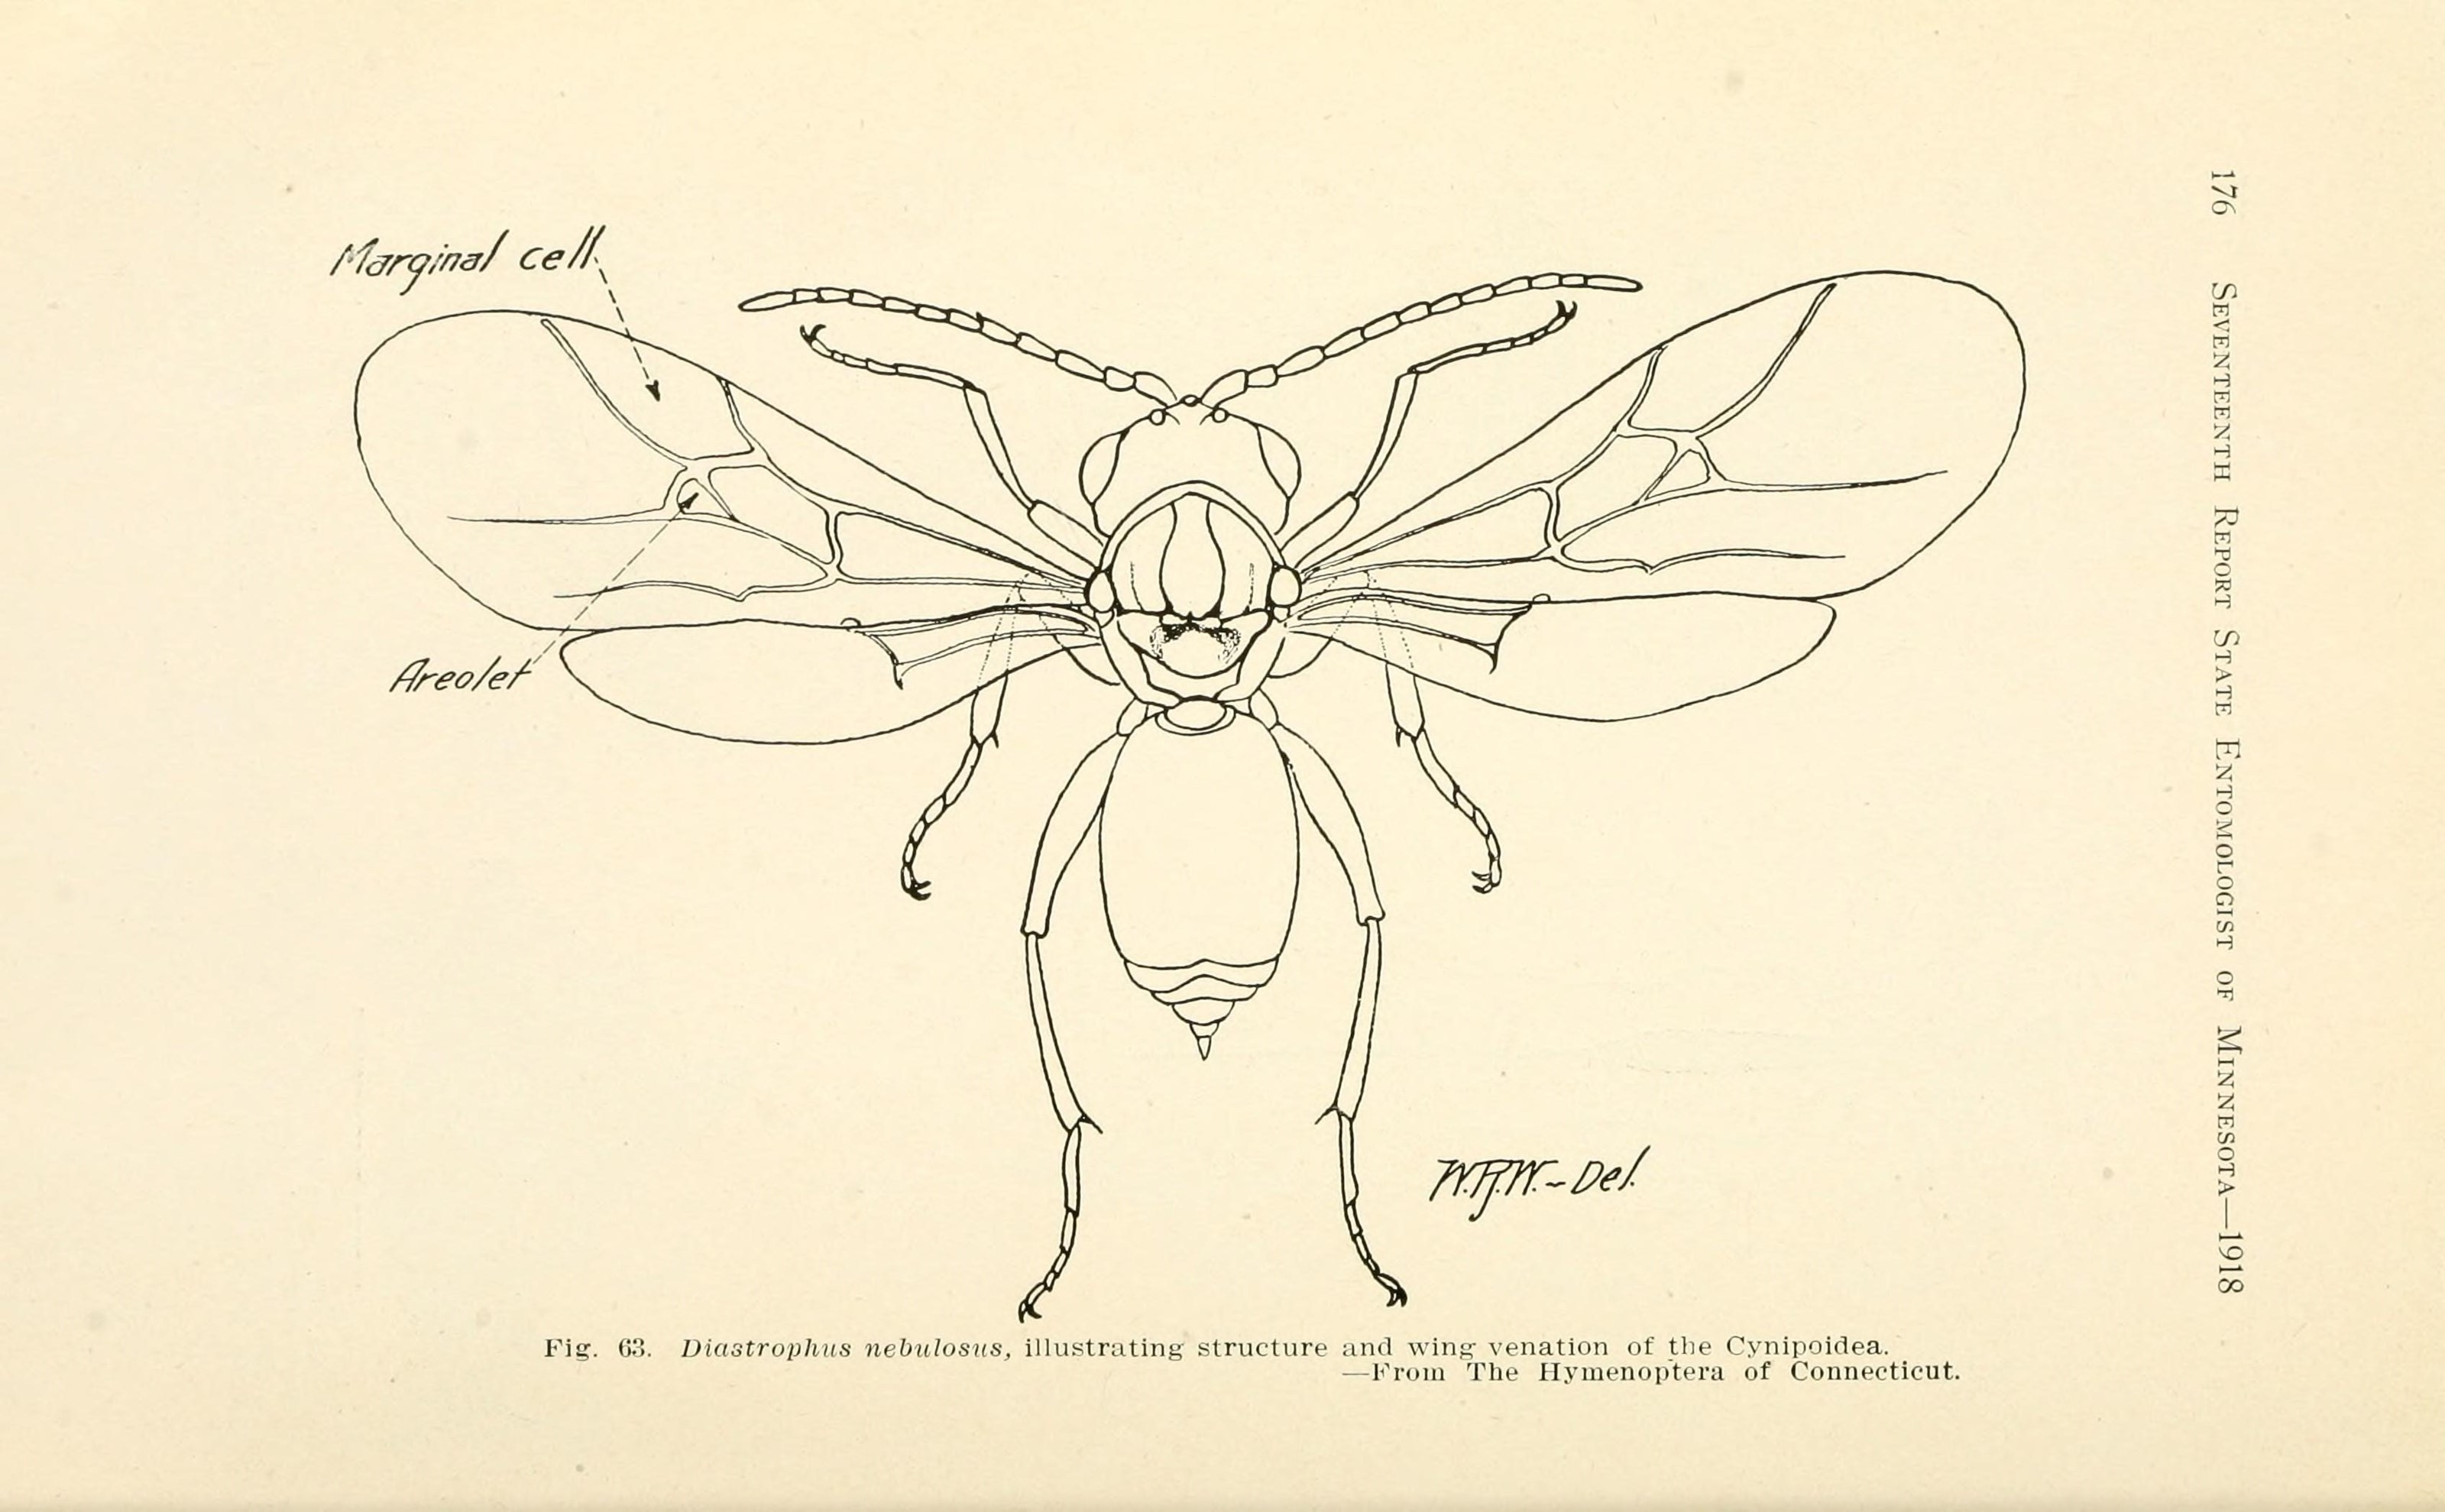 176 SEVENTEENTH REPORT STATE ENTOMOLOGIST OF MINNESOTA—1918
Marginal cell
Areolet
W.R.W.-Del.
Fig. 63. Diastrophus nebulosus, illustrating structure and wing venation of the Cynipoidea.
—From The Hymenoptera of Connecticut.